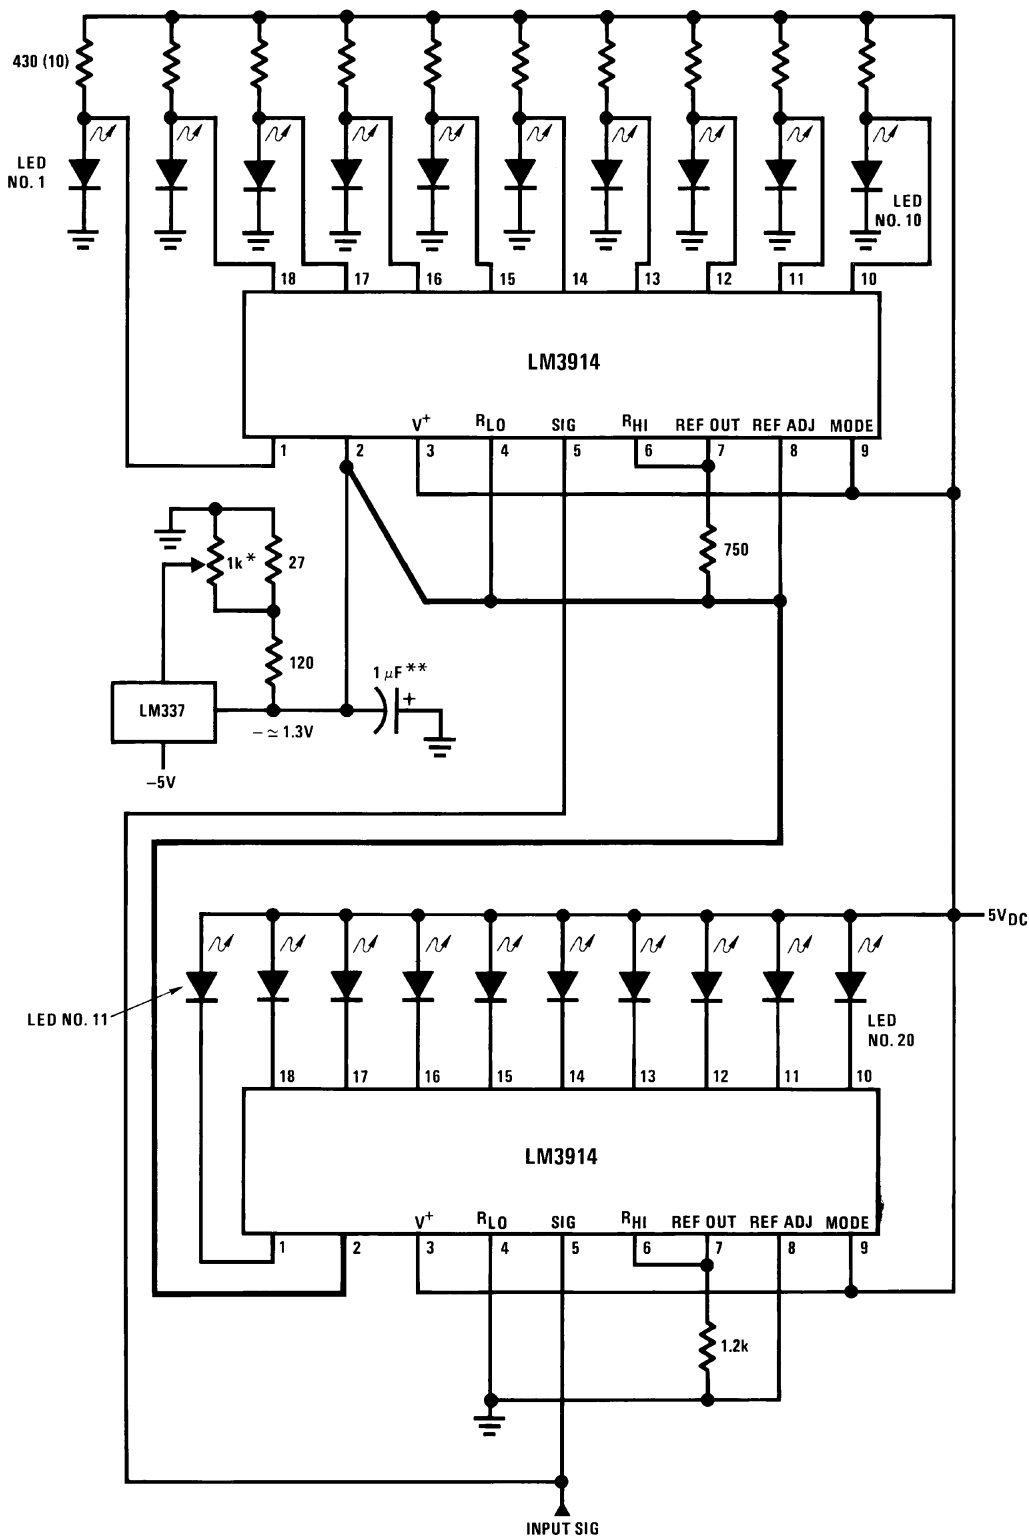 430 (10)
LED
NO. 1
LED
NO. 10
18 17 16 15 14 13 12 11 10
LM3914
V+ RLO SIG RHI REF OUT REF ADJ MODE
1 2 3 4 5 6 7 8 9
1k* 27
750
120
1 μF**
+
LM337
– ≃ 1.3V
–5V
5VDC
LED NO. 11
LED
NO. 20
18 17 16 15 14 13 12 11 10
LM3914
V+ RLO SIG RHI REF OUT REF ADJ MODE
1 2 3 4 5 6 7 8 9
1.2k
INPUT SIG